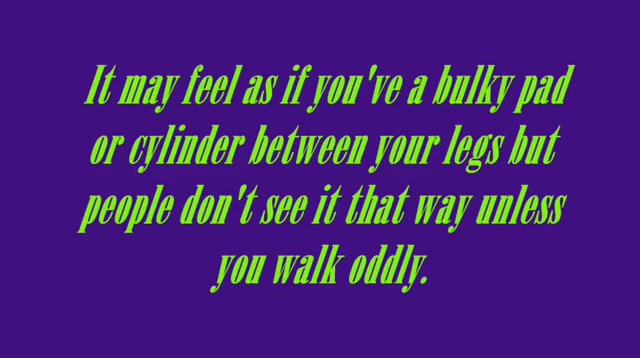 It may feel as if you've a bulky pad
or cylinder between your legs but
people don't see it that way unless
you walk oddly.